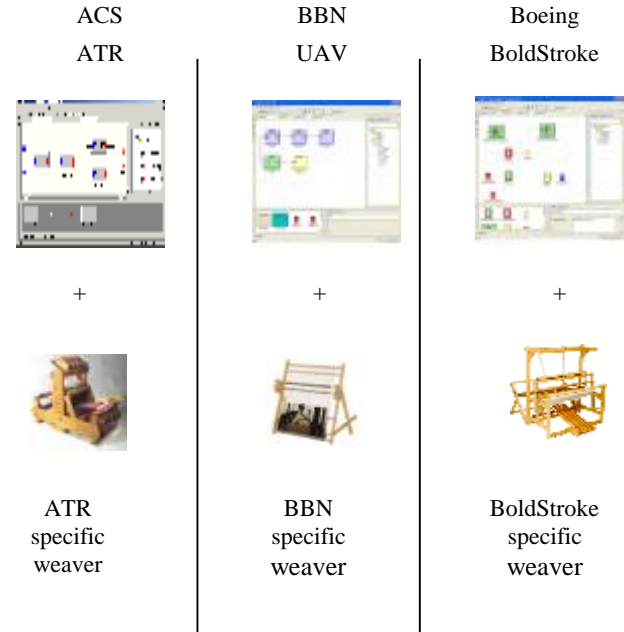 ACS
ATR
+
ATR
specific
weaver
BBN
UAV
+
BBN
specific
weaver
Boeing
BoldStroke
+
BoldStroke
specific
weaver